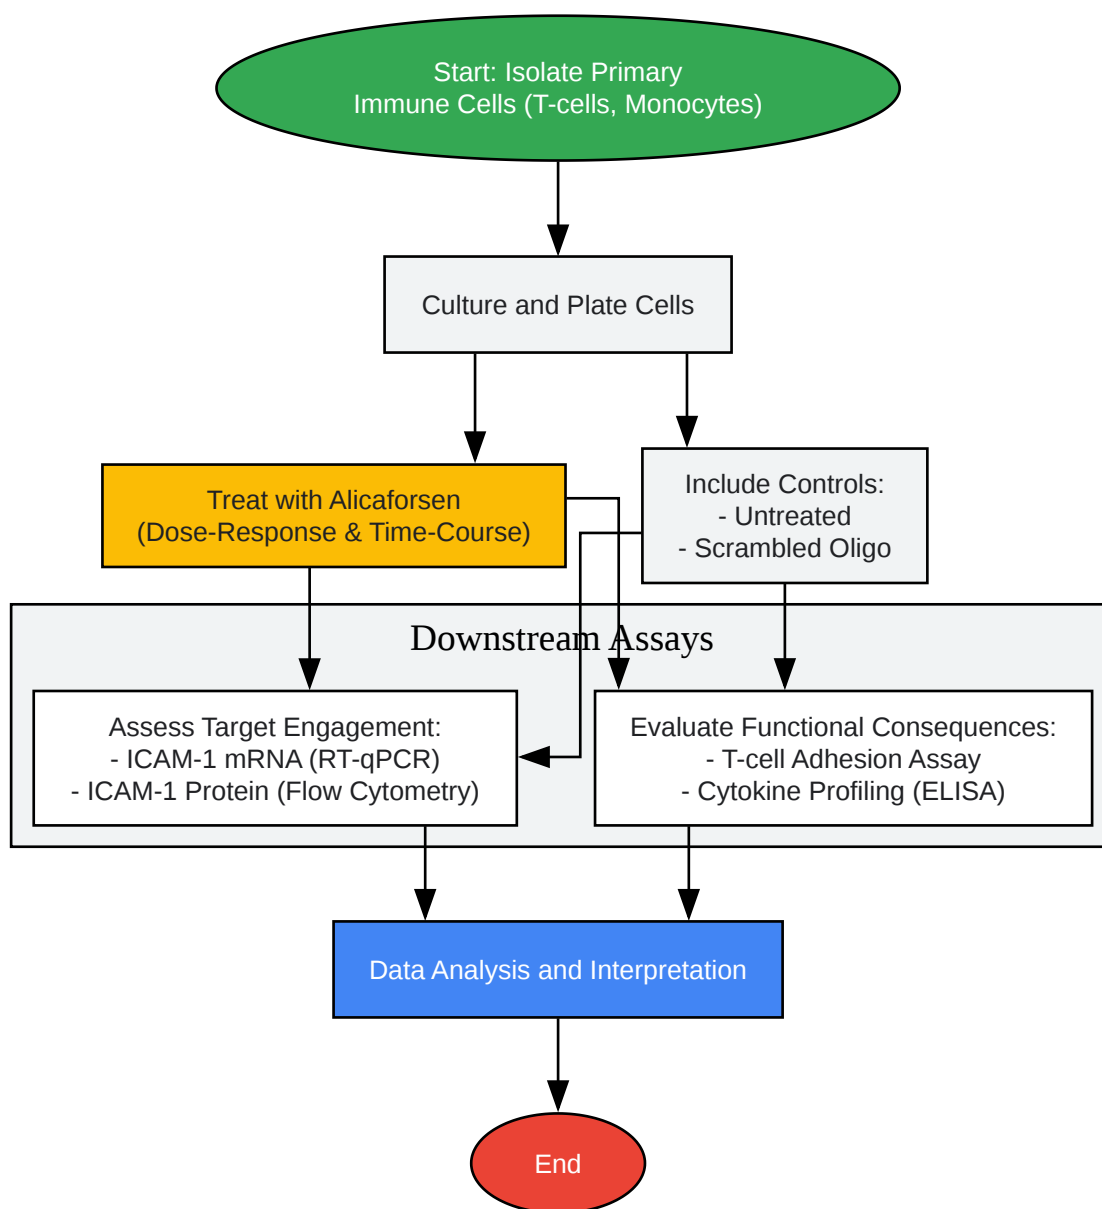 Start: Isolate Primary
Immune Cells (T-cells, Monocytes)
Culture and Plate Cells
Treat with Alicaforsen
(Dose-Response & Time-Course)
Include Controls:
- Untreated
- Scrambled Oligo
Downstream Assays
Assess Target Engagement:
- ICAM-1 mRNA (RT-qPCR)
- ICAM-1 Protein (Flow Cytometry)
Evaluate Functional Consequences:
- T-cell Adhesion Assay
- Cytokine Profiling (ELISA)
Data Analysis and Interpretation
End